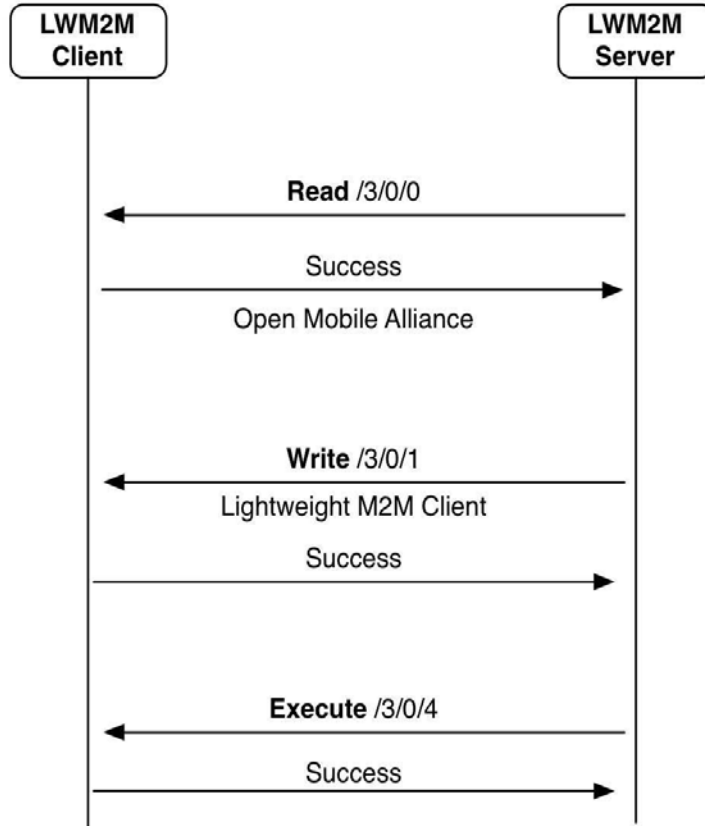 LWM2M
Client
LWM2M
Server
Read /3/0/0
Success
Open Mobile Alliance
Write /3/0/1
Lightweight M2M Client
Success
Execute /3/0/4
Success